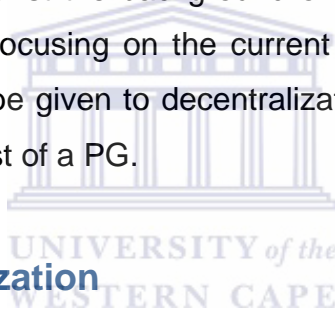 ocusing on the current
be given to decentralizat
st of a PG.
UNIVERSITY of the
zation
WESTERN CAPE